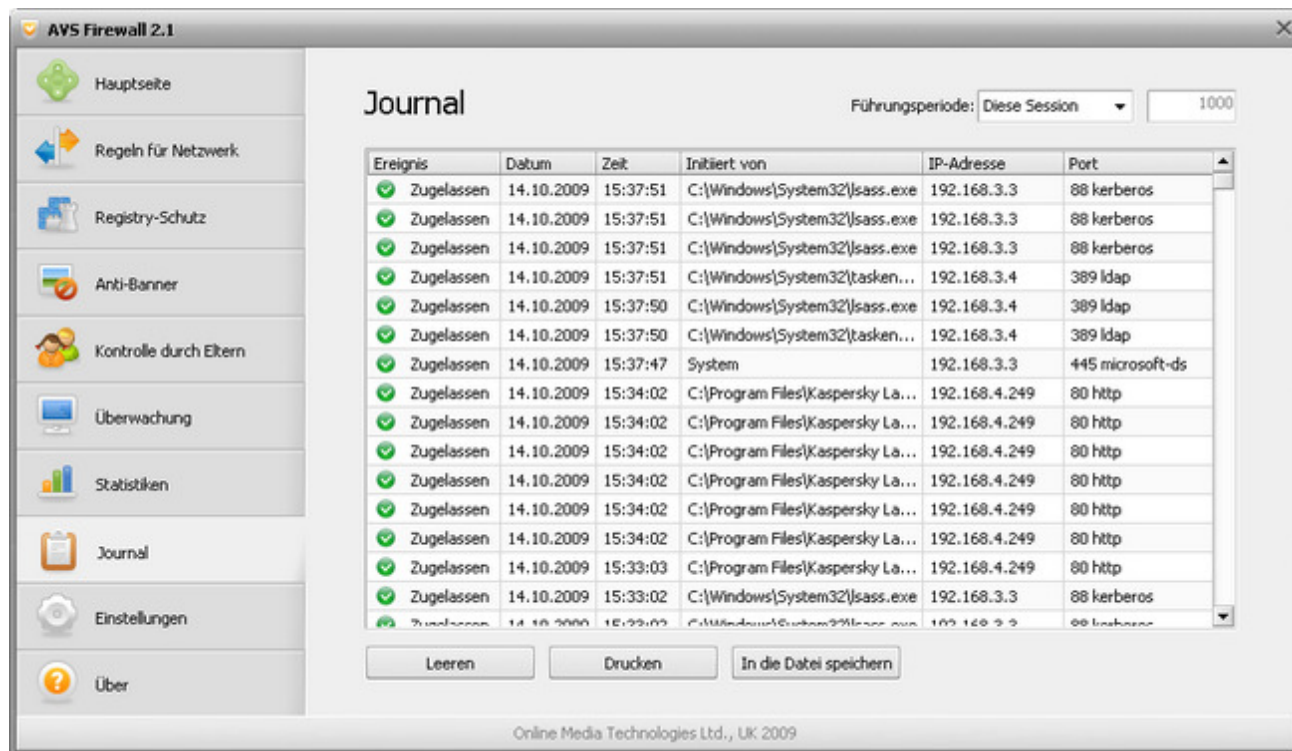 AVS Firewall 2.1
Hauptseite
Regeln für Netzwerk
Registry-Schutz
Anti-Banner
Kontrolle durch Eltern
Überwachung
Statistiken
Journal
Einstellungen
Über
Journal
Führungsperiode: Diese Session 1000
Ereignis Datum Zeit Initiiert von IP-Adresse Port
Zugelassen 14.10.2009 15:37:51 C:\Windows\System32\lsass.exe 192.168.3.3 88 kerberos
Zugelassen 14.10.2009 15:37:51 C:\Windows\System32\lsass.exe 192.168.3.3 88 kerberos
Zugelassen 14.10.2009 15:37:51 C:\Windows\System32\lsass.exe 192.168.3.3 88 kerberos
Zugelassen 14.10.2009 15:37:51 C:\Windows\System32\tasken... 192.168.3.4 389 ldap
Zugelassen 14.10.2009 15:37:50 C:\Windows\System32\lsass.exe 192.168.3.4 389 ldap
Zugelassen 14.10.2009 15:37:50 C:\Windows\System32\tasken... 192.168.3.4 389 ldap
Zugelassen 14.10.2009 15:37:47 System 192.168.3.3 445 microsoft-ds
Zugelassen 14.10.2009 15:34:02 C:\Program Files\Kaspersky La... 192.168.4.249 80 http
Zugelassen 14.10.2009 15:34:02 C:\Program Files\Kaspersky La... 192.168.4.249 80 http
Zugelassen 14.10.2009 15:34:02 C:\Program Files\Kaspersky La... 192.168.4.249 80 http
Zugelassen 14.10.2009 15:34:02 C:\Program Files\Kaspersky La... 192.168.4.249 80 http
Zugelassen 14.10.2009 15:34:02 C:\Program Files\Kaspersky La... 192.168.4.249 80 http
Zugelassen 14.10.2009 15:34:02 C:\Program Files\Kaspersky La... 192.168.4.249 80 http
Zugelassen 14.10.2009 15:33:03 C:\Program Files\Kaspersky La... 192.168.4.249 80 http
Zugelassen 14.10.2009 15:33:02 C:\Windows\System32\lsass.exe 192.168.3.3 88 kerberos
Leeren Drucken In die Datei speichern
Online Media Technologies Ltd., UK 2009